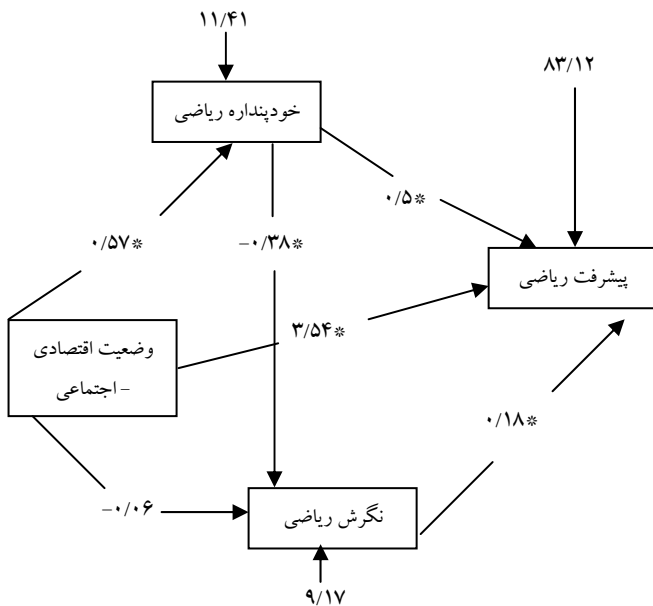 ۱۱/۴۱
۸۳/۱۲
خودپنداره ریاضی
۰/۵*
۰/۵۷*
-۰/۳۸*
پیشرفت ریاضی
۳/۵۴*
وضعیت اقتصادی
- اجتماعی
۰/۱۸*
-۰/۰۶
نگرش ریاضی
۹/۱۷